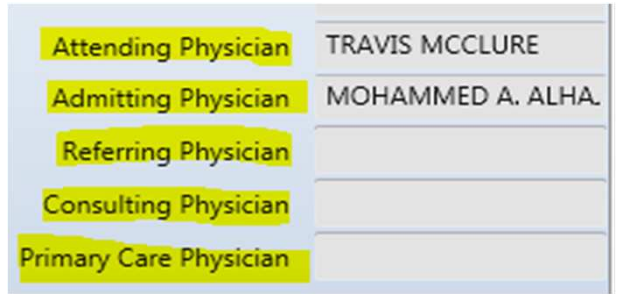 Attending Physician TRAVIS MCCLURE
Admitting Physician MOHAMMED A. ALHA.
Referring Physician
Consulting Physician
Primary Care Physician